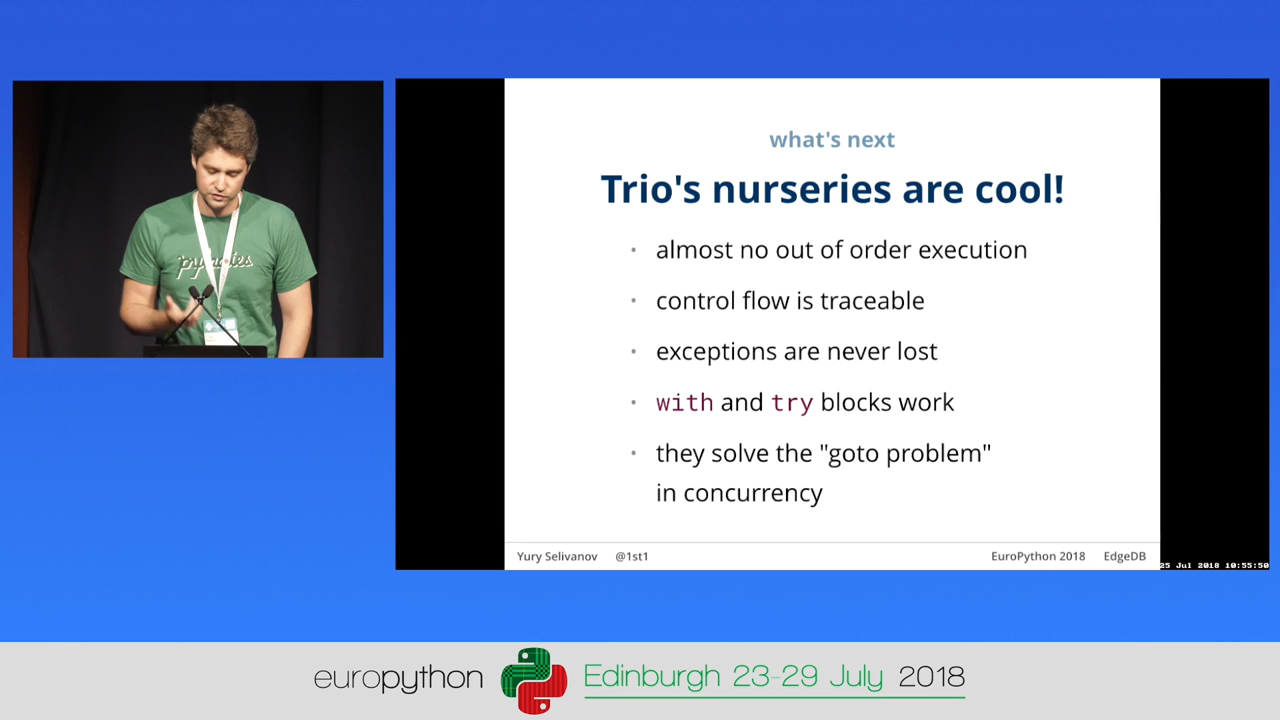 what's next
Trio's nurseries are cool!
· almost no out of order execution
· control flow is traceable
· exceptions are never lost
· with and try blocks work
· they solve the "goto problem"
in concurrency
Yury Selivanov @1st1 EuroPython 2018 EdgeDB
25 Jul 2018 10:55:50
europython Edinburgh 23-29 July 2018